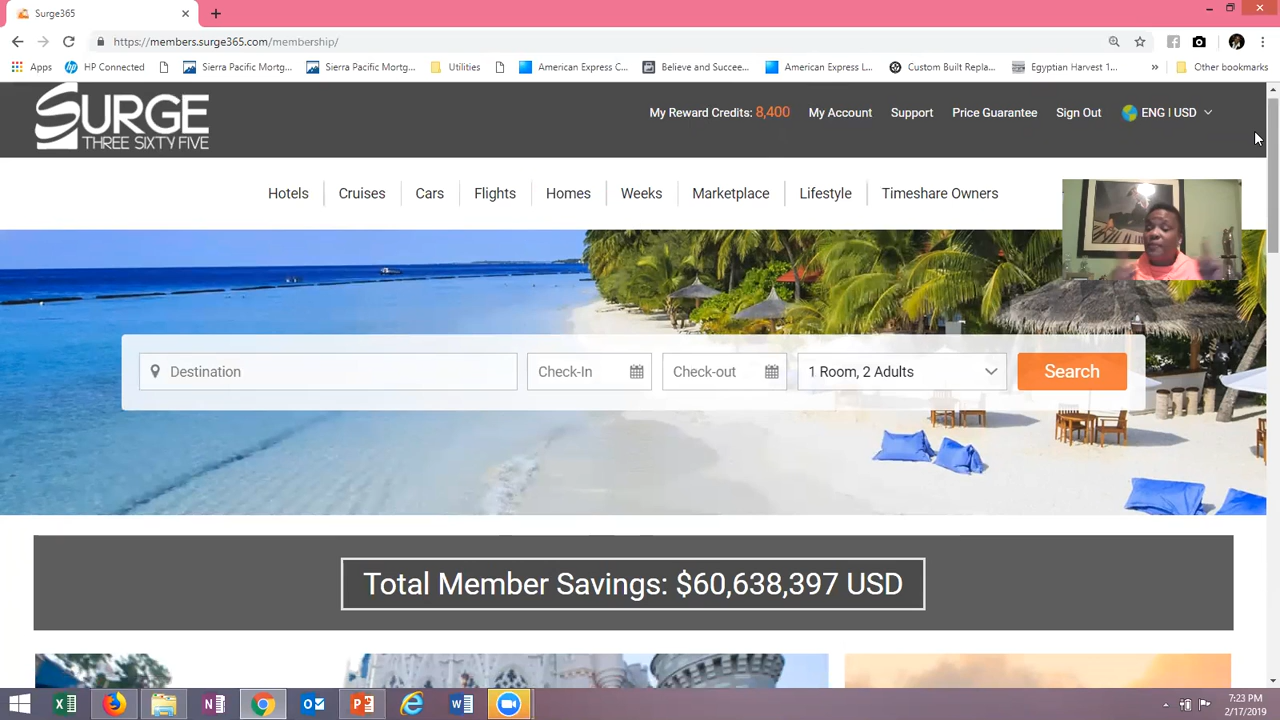 Surge365
https://members.surge365.com/membership/
Apps HP Connected Sierra Pacific Mortg... Sierra Pacific Mortg... Utilities American Express C... Believe and Succee... American Express L... Custom Built Repla... Egyptian Harvest 1... » Other bookmarks
SURGE
THREE SIXTY FIVE
My Reward Credits: 8,400 My Account Support Price Guarantee Sign Out ENG | USD
Hotels Cruises Cars Flights Homes Weeks Marketplace Lifestyle Timeshare Owners
Destination Check-In Check-out 1 Room, 2 Adults Search
Total Member Savings: $60,638,397 USD
7:23 PM
2/17/2019